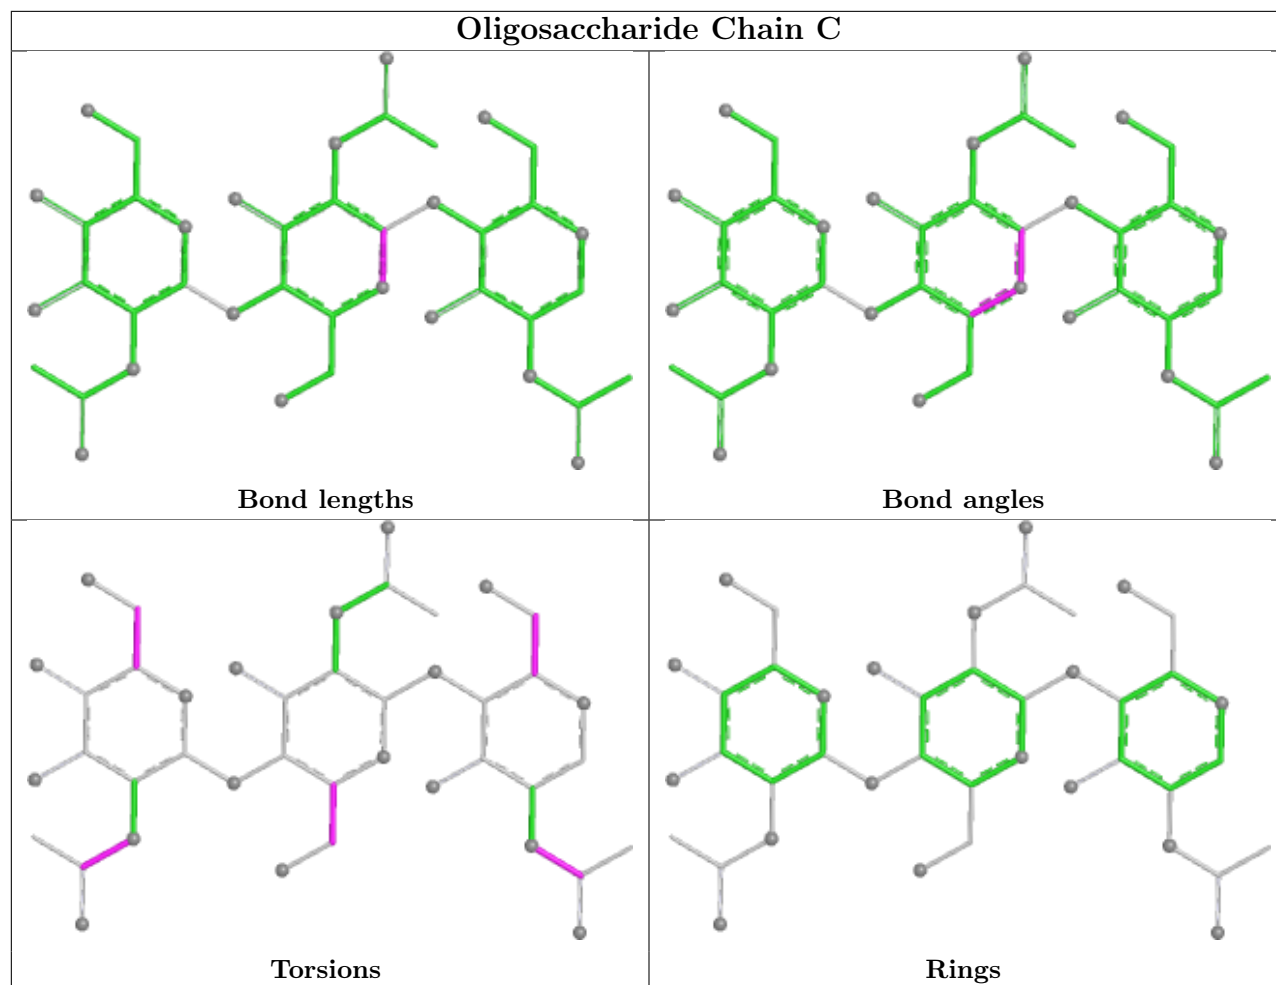 Oligosaccharide Chain C
Bond lengths
Bond angles
Torsions
Rings